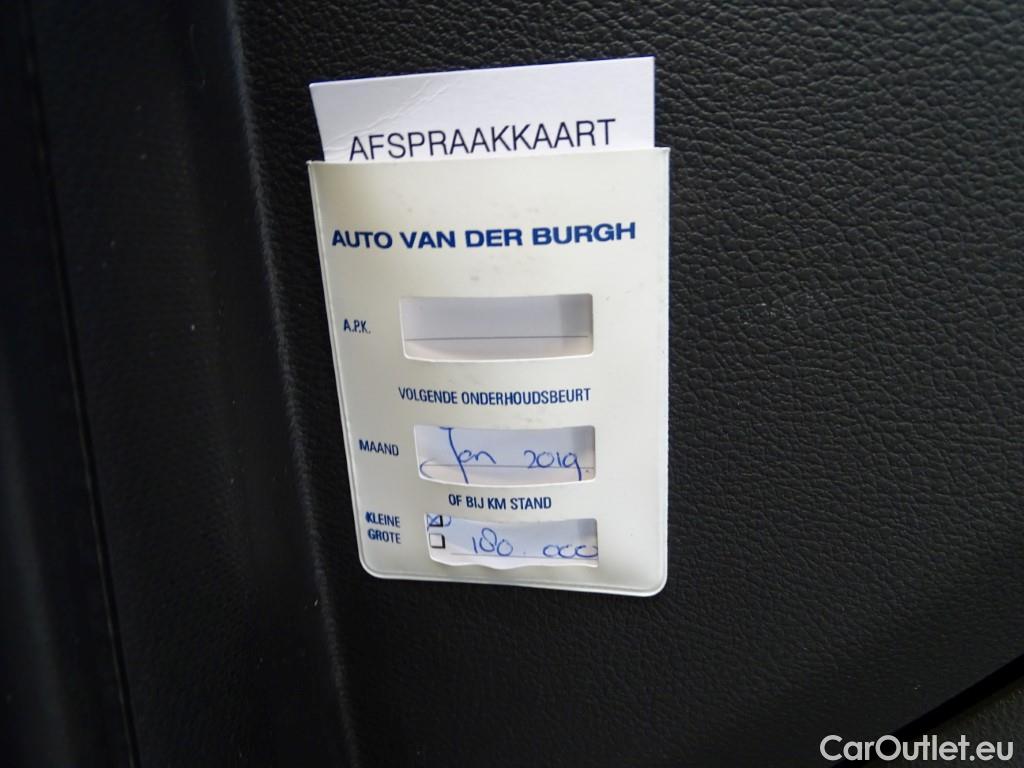 AFSPRAAKKAART
AUTO VAN DER BURGH
A.P.K.
VOLGENDE ONDERHOUDSBEURT
MAAND Jan 2019.
OF BIJ KM STAND
KLEINE
GROTE 180.000
CarOutlet.eu